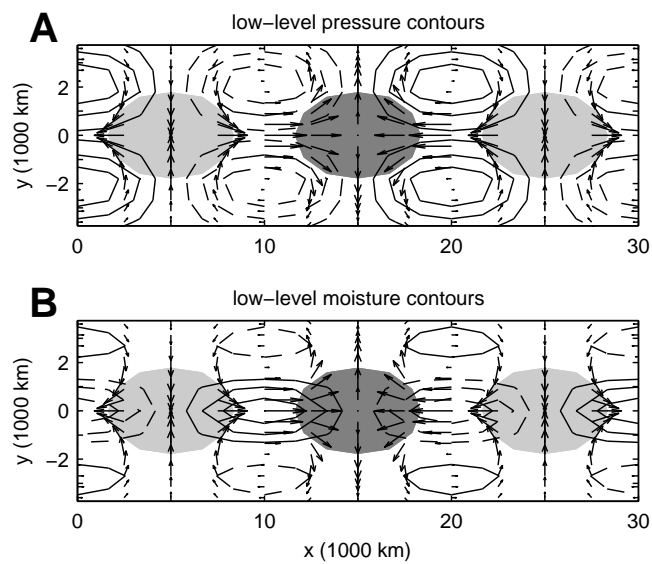 A
low−level pressure contours
y (1000 km)
2
0
−2
0
10
20
30
B
low−level moisture contours
y (1000 km)
2
0
−2
0
10
20
30
x (1000 km)